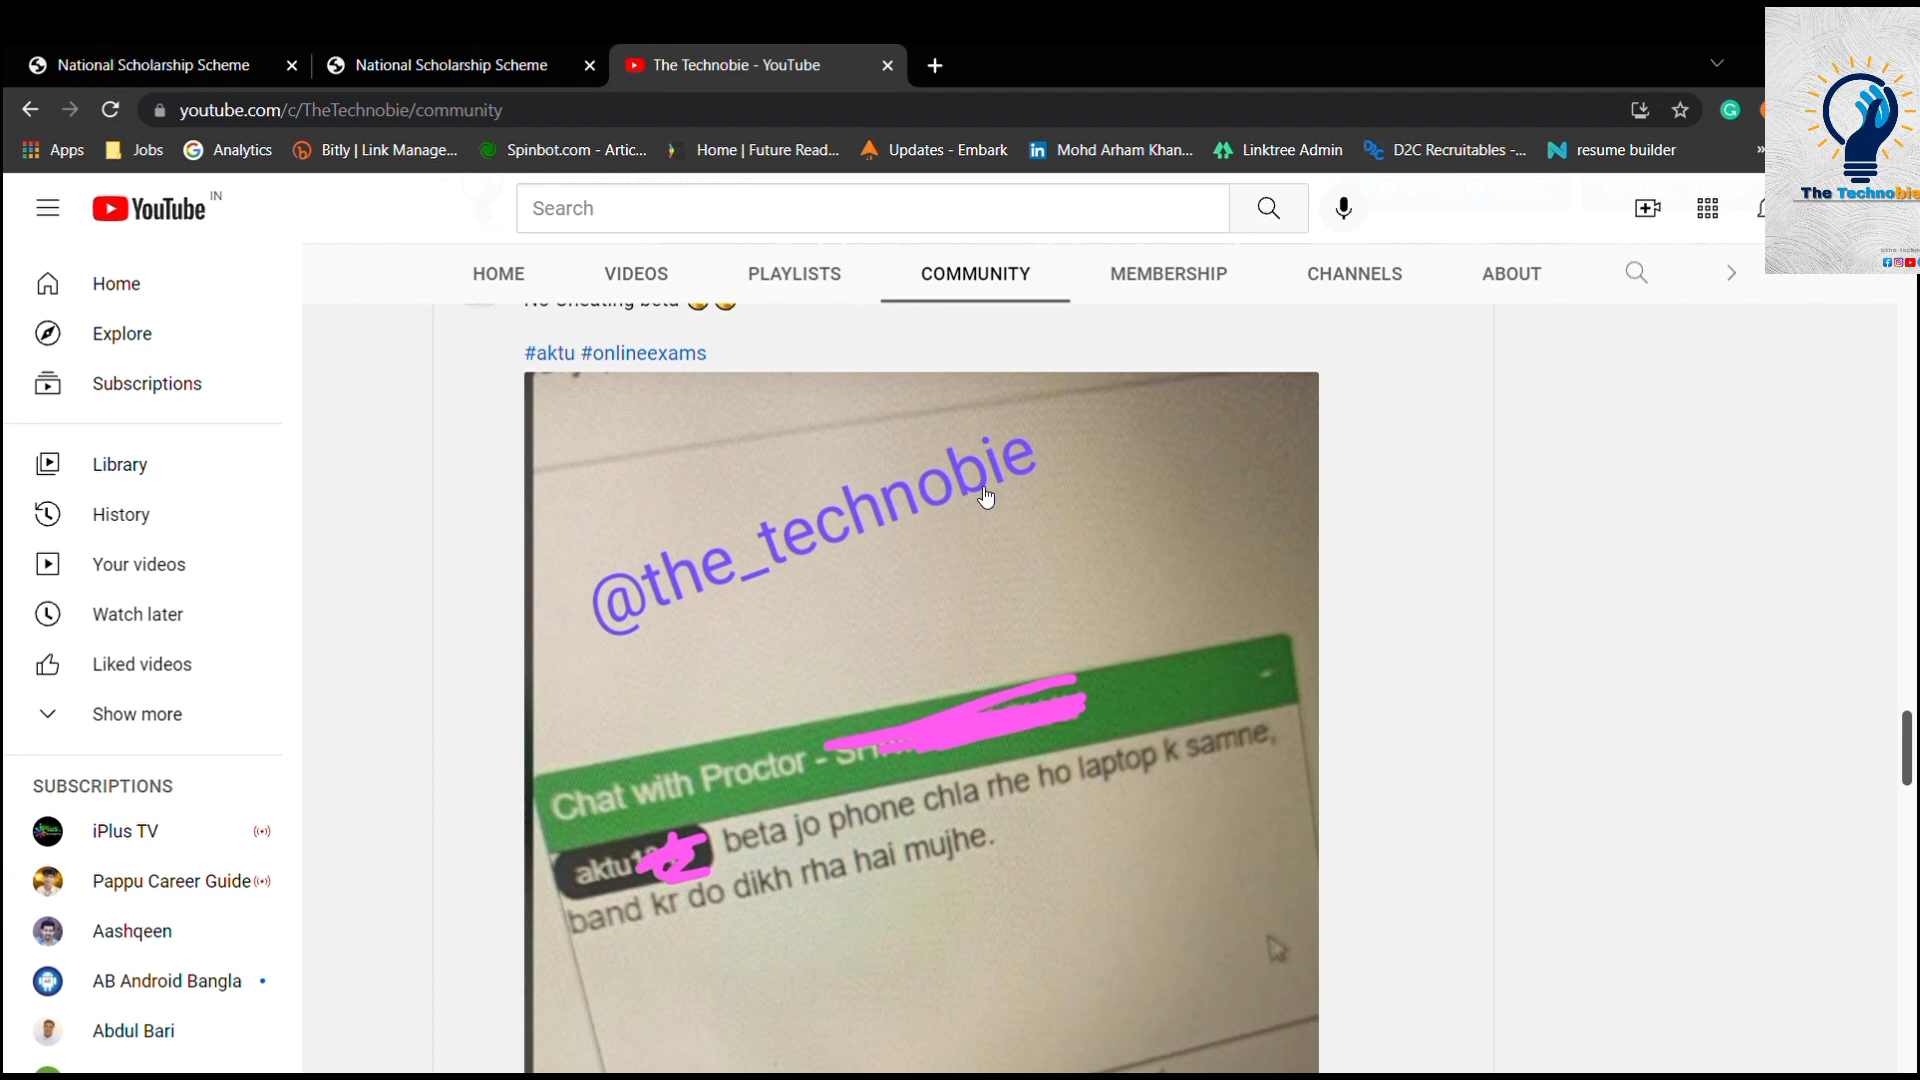 National Scholarship Scheme
National Scholarship Scheme
The Technobie - YouTube
youtube.com/c/TheTechnobie/community
Apps
Jobs
Analytics
Bitly | Link Manage...
Spinbot.com - Artic...
Home | Future Read...
Updates - Embark
Mohd Arham Khan...
Linktree Admin
D2C Recruitables -...
resume builder
»
The Technobie
YouTube IN
Search
HOME
VIDEOS
PLAYLISTS
COMMUNITY
MEMBERSHIP
CHANNELS
ABOUT
Home
Explore
Subscriptions
Library
History
Your videos
Watch later
Liked videos
Show more
SUBSCRIPTIONS
iPlus TV
Pappu Career Guide
Aashqeen
AB Android Bangla
Abdul Bari
No Cheating beta
#aktu #onlineexams
@the_technobie
Chat with Proctor -
beta jo phone chla rhe ho laptop k samne,
band kr do dikh rha hai mujhe.